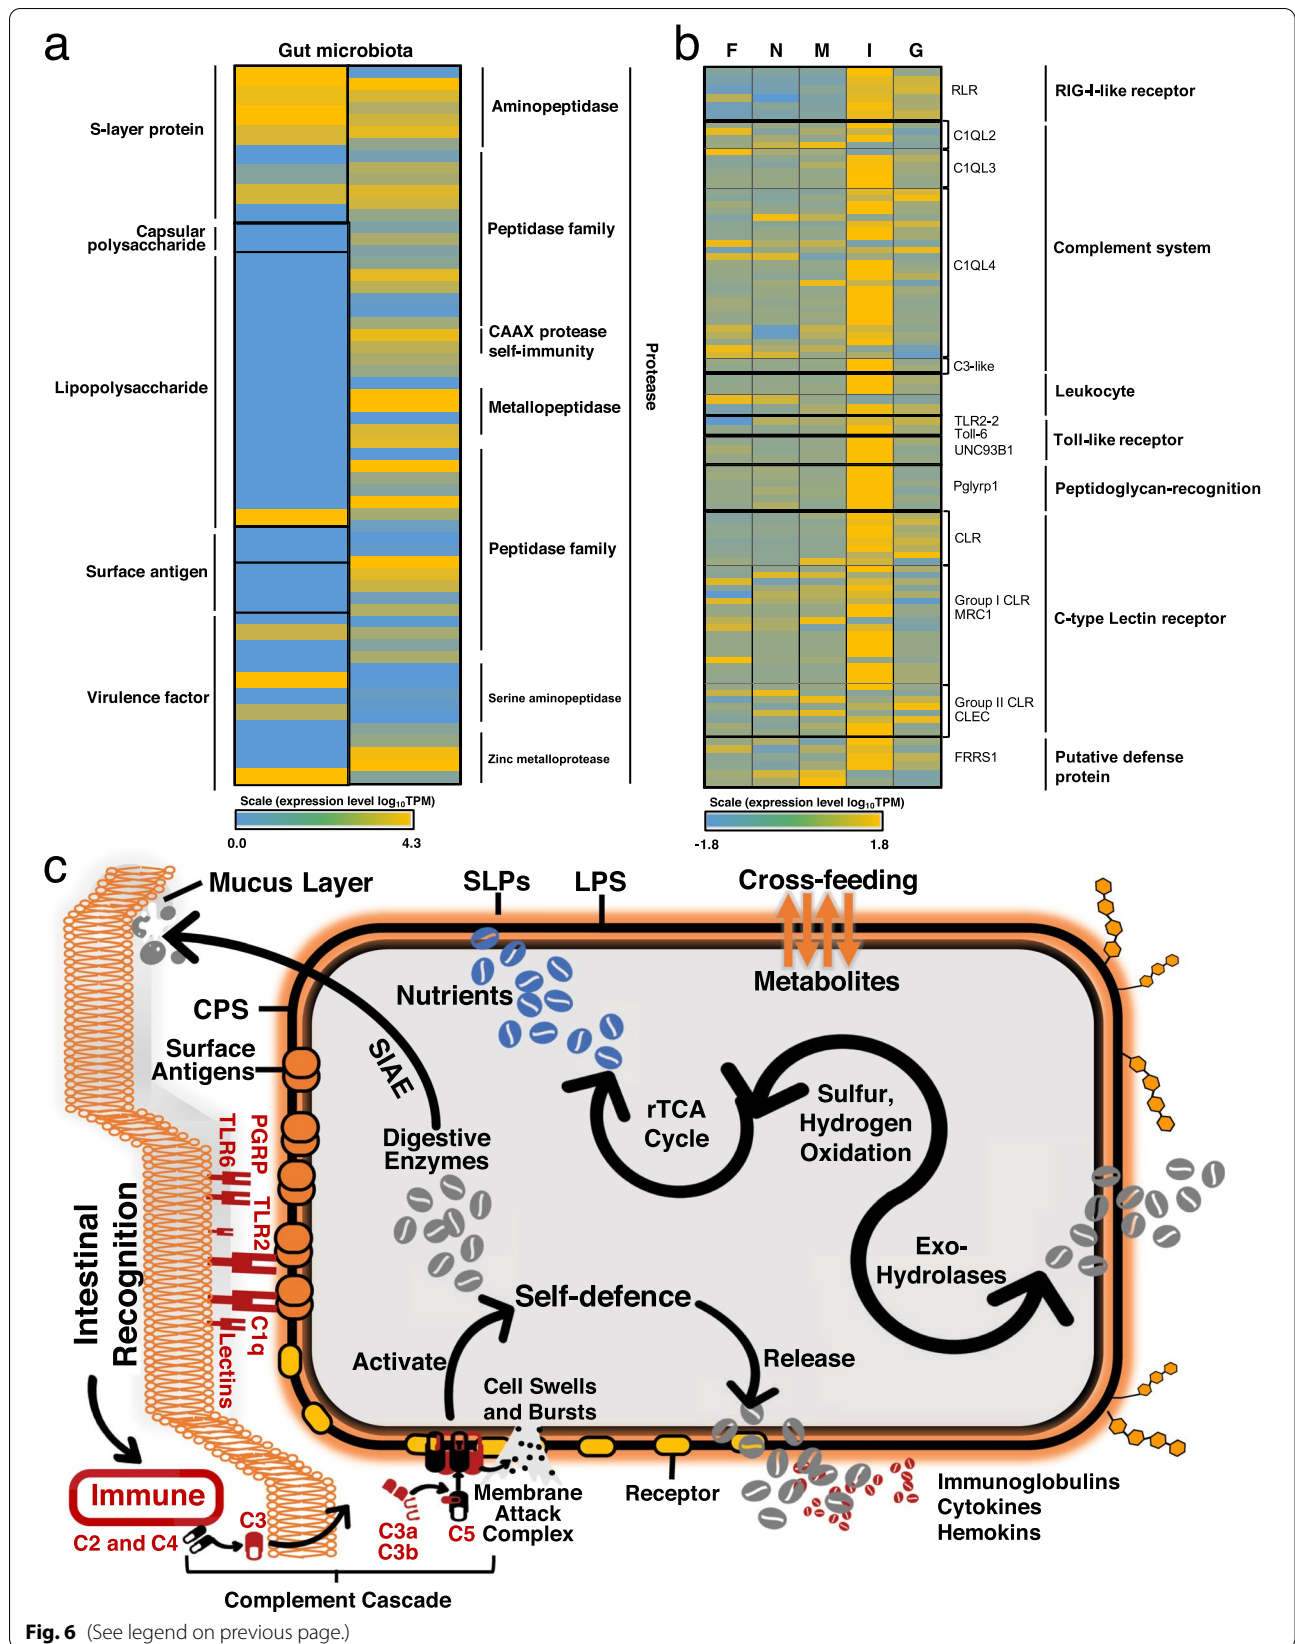 a
Gut microbiota
S-layer protein
Capsular
polysaccharide
Lipopolysaccharide
Surface antigen
Virulence factor
Aminopeptidase
Peptidase family
CAAX protease
self-immunity
Metallopeptidase
Peptidase family
Serine aminopeptidase
Zinc metalloprotease
Protease
Scale (expression level log₁₀TPM)
0.0 4.3
b
F N M I G
RLR
C1QL2
C1QL3
C1QL4
C3-like
TLR2-2
Toll-6
UNC93B1
Pglyrp1
CLR
Group I CLR
MRC1
Group II CLR
CLEC
FRRS1
RIG-I-like receptor
Complement system
Leukocyte
Toll-like receptor
Peptidoglycan-recognition
C-type Lectin receptor
Putative defense
protein
Scale (expression level log₁₀TPM)
-1.8 1.8
c
Mucus Layer
SLPs
LPS
Cross-feeding
Metabolites
Nutrients
CPS
Surface
Antigens
SIAE
Digestive
Enzymes
rTCA
Cycle
Sulfur,
Hydrogen
Oxidation
Exo-
Hydrolases
PGRP
TLR6
TLR2
C1q
Lectins
Intestinal
Recognition
Self-defence
Activate
Release
Cell Swells
and Bursts
Immune
C2 and C4
C3
C3a
C3b
C5
Membrane
Attack
Complex
Receptor
Immunoglobulins
Cytokines
Hemokins
Complement Cascade
Fig. 6 (See legend on previous page.)